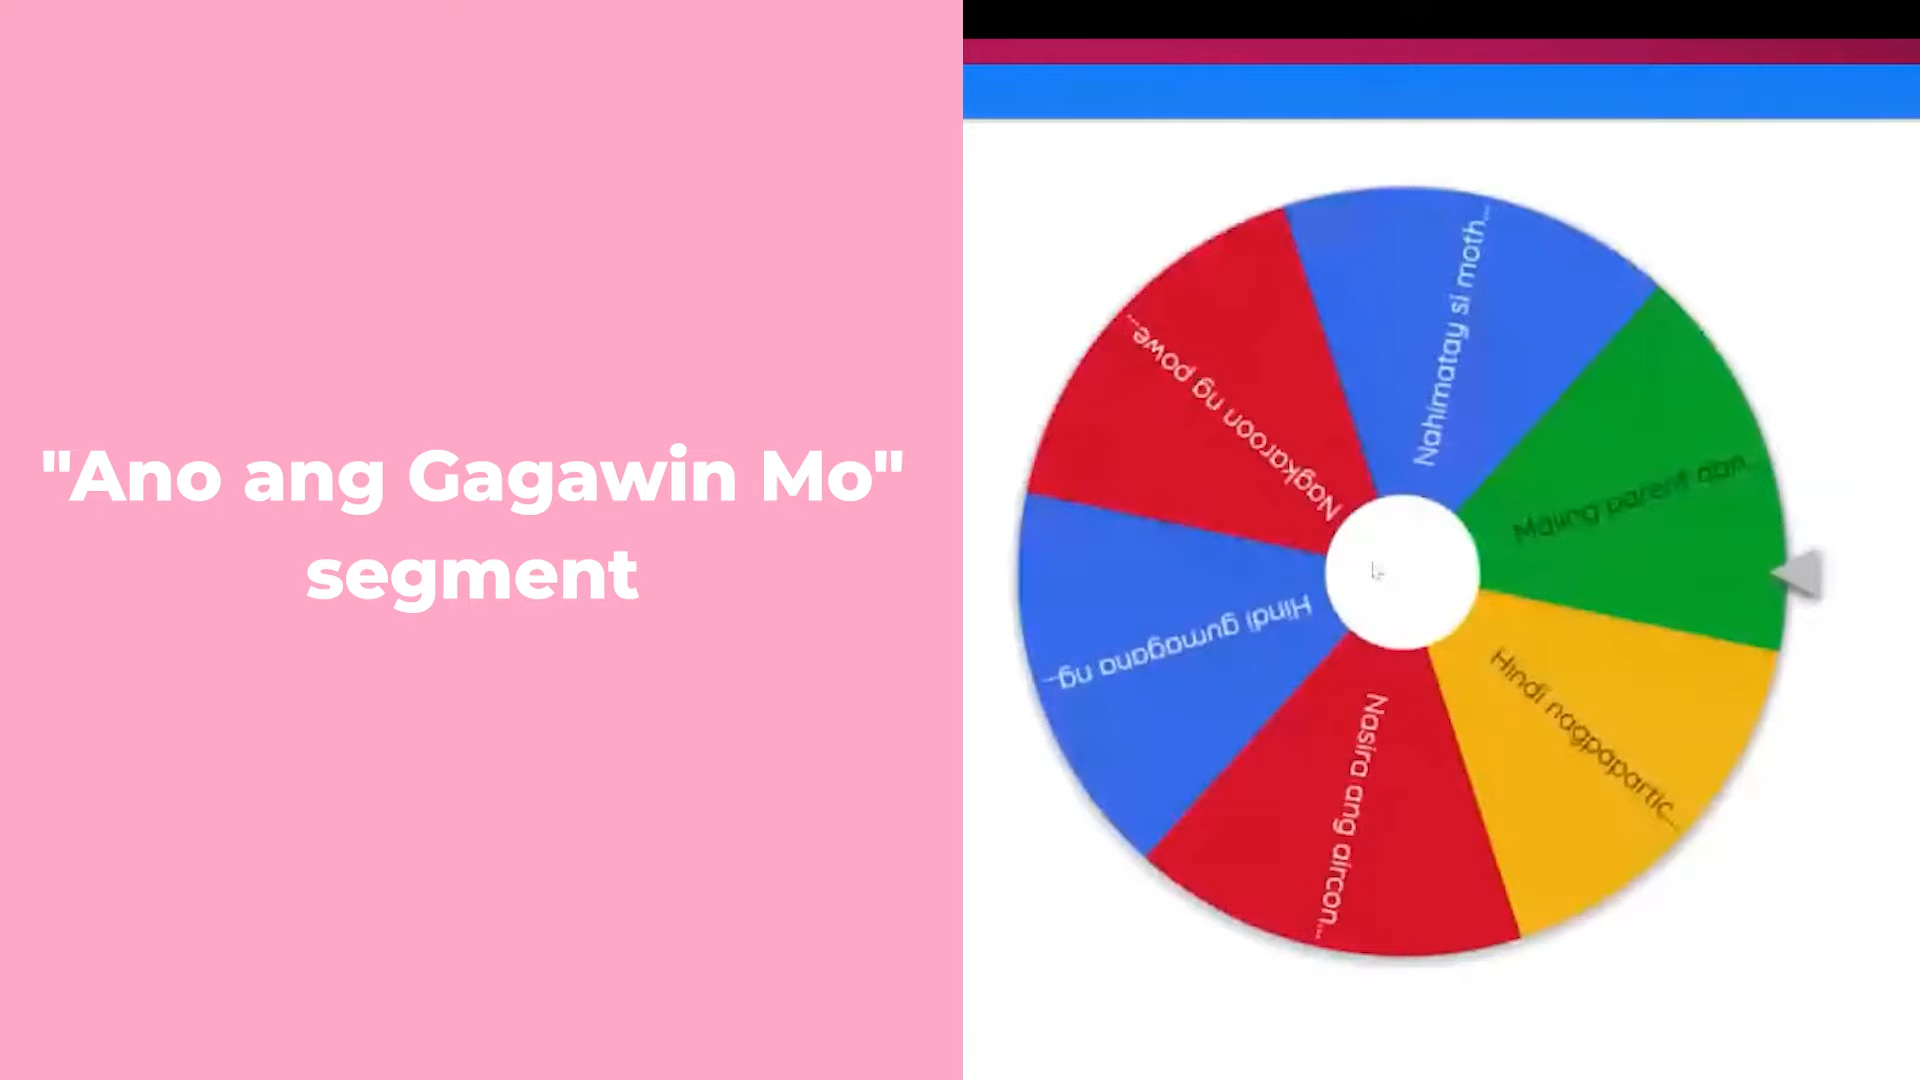 "Ano ang Gagawin Mo"
segment
Nahimatay si moth...
Nagkaroon ng powe...
parent
Hindi gumagana ng...
Hindi nagpapartic...
Nasira ang aircon...